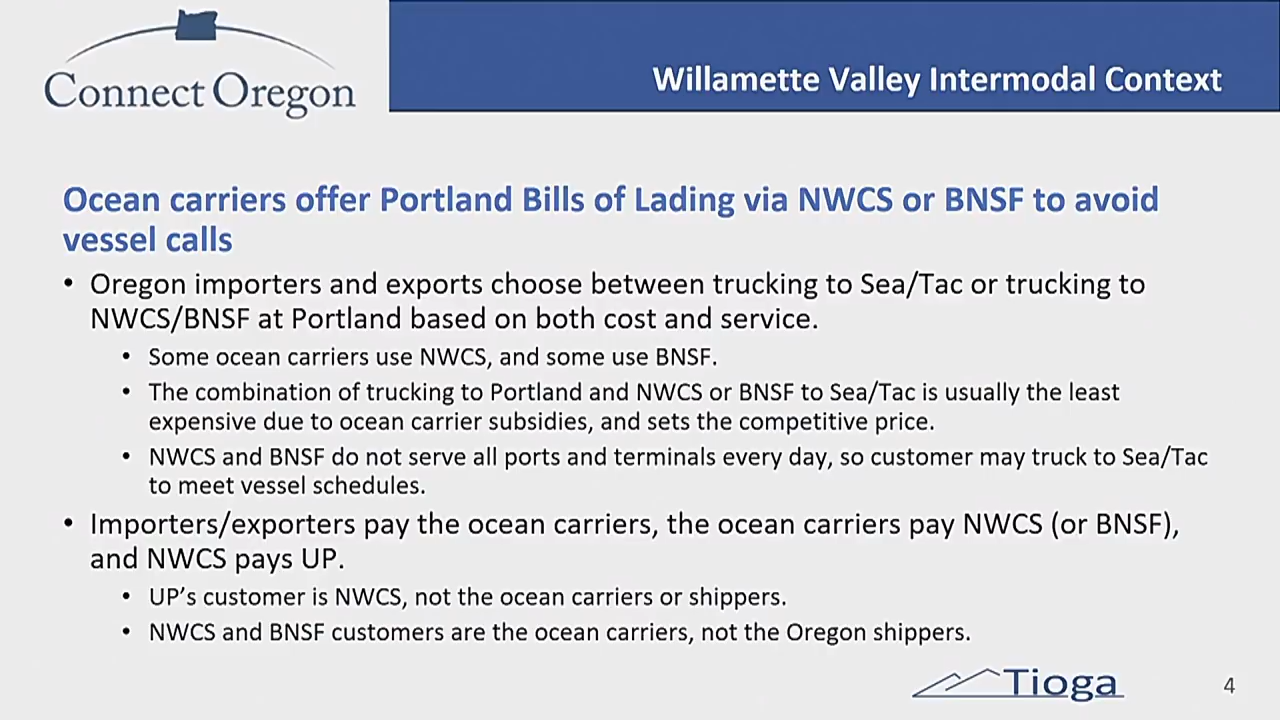 Connect Oregon
Willamette Valley Intermodal Context
Ocean carriers offer Portland Bills of Lading via NWCS or BNSF to avoid
vessel calls
• Oregon importers and exports choose between trucking to Sea/Tac or trucking to
NWCS/BNSF at Portland based on both cost and service.
• Some ocean carriers use NWCS, and some use BNSF.
• The combination of trucking to Portland and NWCS or BNSF to Sea/Tac is usually the least
expensive due to ocean carrier subsidies, and sets the competitive price.
• NWCS and BNSF do not serve all ports and terminals every day, so customer may truck to Sea/Tac
to meet vessel schedules.
• Importers/exporters pay the ocean carriers, the ocean carriers pay NWCS (or BNSF),
and NWCS pays UP.
• UP’s customer is NWCS, not the ocean carriers or shippers.
• NWCS and BNSF customers are the ocean carriers, not the Oregon shippers.
Tioga
4